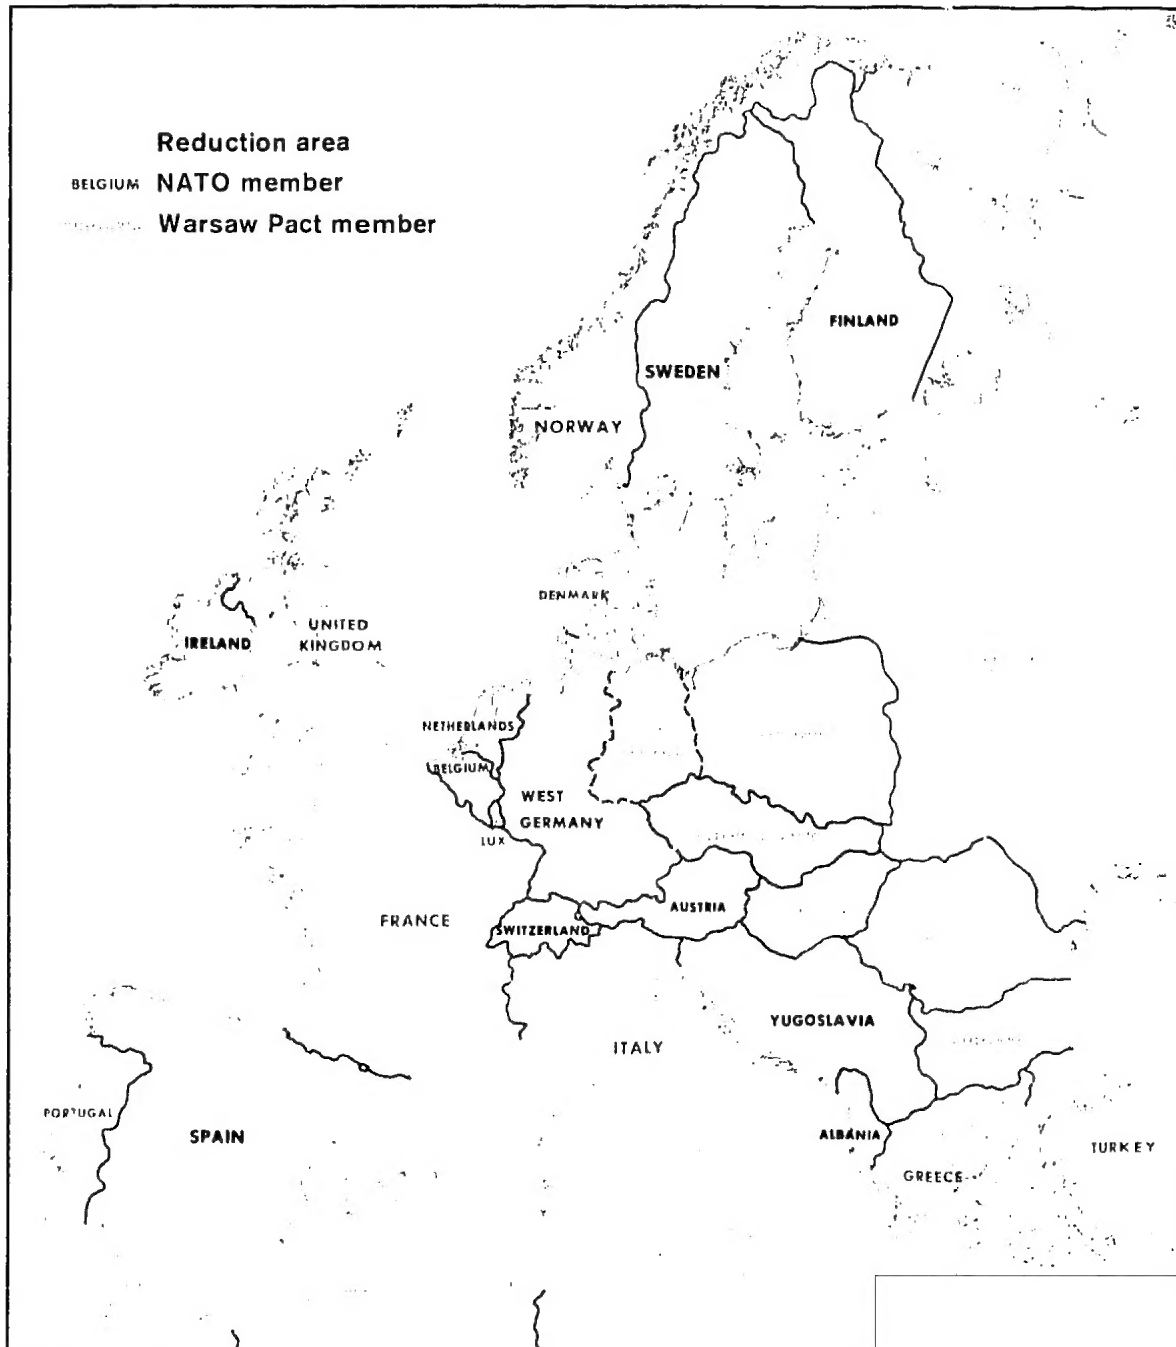 Reduction area
BELGIUM NATO member
Warsaw Pact member
FINLAND
SWEDEN
NORWAY
DENMARK
UNITED
KINGDOM
IRELAND
NETHERLANDS
BELGIUM
WEST
GERMANY
LUX
FRANCE
SWITZERLAND
AUSTRIA
YUGOSLAVIA
ITALY
PORTUGAL
SPAIN
ALBANIA
GREECE
TURKEY